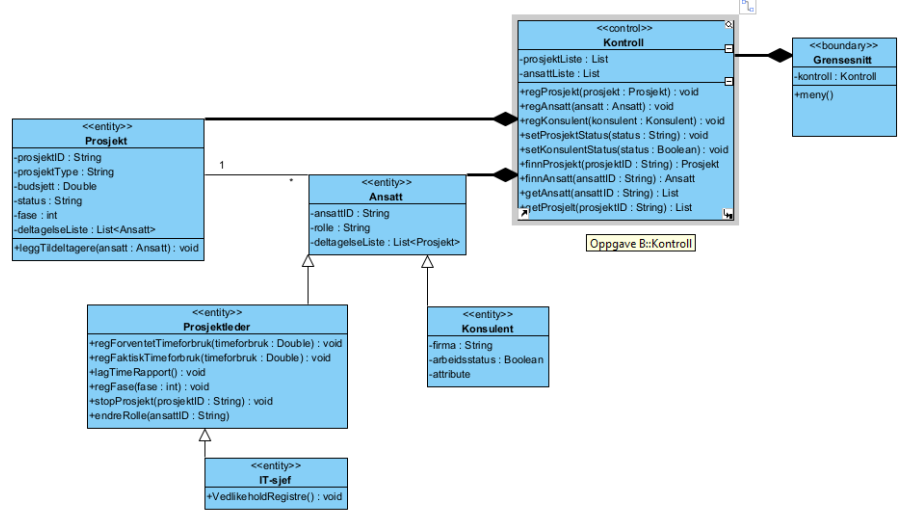 <<control>>
Kontroll
-prosjektListe : List
-ansattListe : List
+regProsjekt(prosjekt : Prosjekt) : void
+regAnsatt(ansatt : Ansatt) : void
+regKonsulent(konsulent : Konsulent) : void
+setProsjektStatus(status : String) : void
+setKonsulentStatus(status : Boolean) : void
+finnProsjekt(prosjektID : String) : Prosjekt
+finnAnsatt(ansattID : String) : Ansatt
+getAnsatt(ansattID : String) : List
+getProsjelt(prosjektID : String) : List
<<boundary>>
Grensesnitt
-kontroll : Kontroll
+meny()
<<entity>>
Prosjekt
-prosjektID : String
-prosjektType : String
-budsjett : Double
-status : String
-fase : int
-deltagelseListe : List<Ansatt>
+leggTildeltagere(ansatt : Ansatt) : void
1
*
<<entity>>
Ansatt
-ansattID : String
-rolle : String
-deltagelseListe : List<Prosjekt>
Oppgave B::Kontroll
<<entity>>
Prosjektleder
+regForventetTimeforbruk(timeforbruk : Double) : void
+regFaktiskTimeforbruk(timeforbruk : Double) : void
+lagTimeRapport() : void
+regFase(fase : int) : void
+stopProsjekt(prosjektID : String) : void
+endreRolle(ansattID : String)
<<entity>>
Konsulent
-firma : String
-arbeidsstatus : Boolean
-attribute
<<entity>>
IT-sjef
+VedlikeholdRegistre() : void